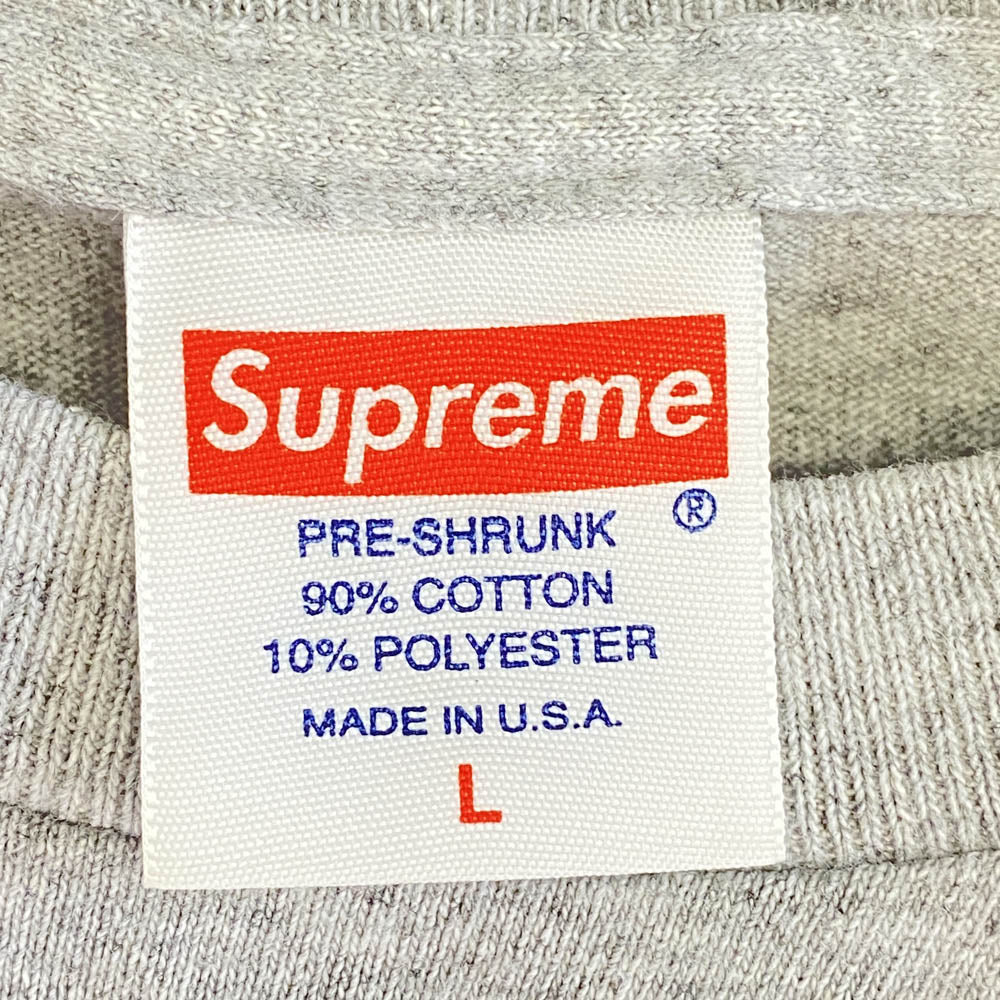 Supreme
®
PRE-SHRUNK
90% COTTON
10% POLYESTER
MADE IN U.S.A.
L